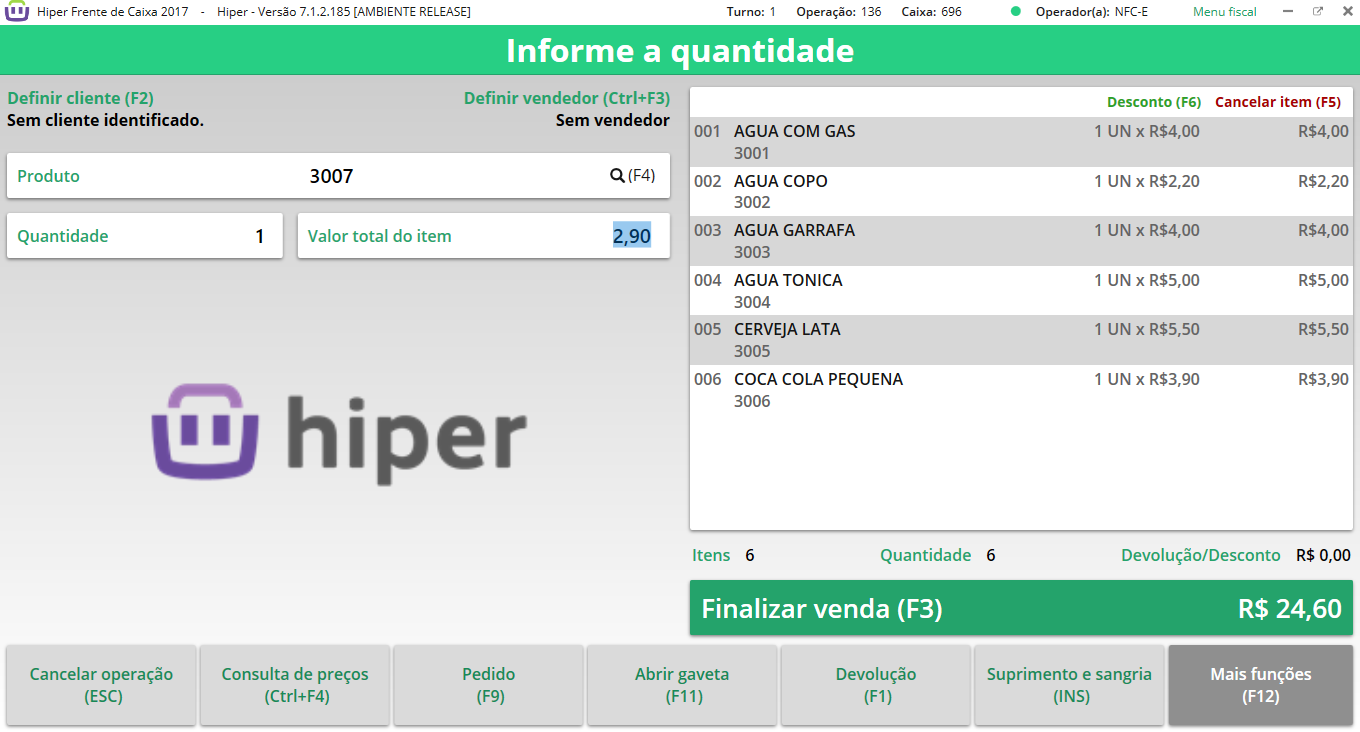 Hiper Frente de Caixa 2017 - Hiper - Versão 7.1.2.185 [AMBIENTE RELEASE] Turno: 1 Operação: 136 Caixa: 696 Operador(a): NFC-E Menu fiscal
Informe a quantidade
Definir cliente (F2) Definir vendedor (Ctrl+F3)
Sem cliente identificado. Sem vendedor
Produto 3007 (F4)
Quantidade 1 Valor total do item 2,90
hiper
Desconto (F6) Cancelar item (F5)
001 AGUA COM GAS 1 UN x R$4,00 R$4,00
3001
002 AGUA COPO 1 UN x R$2,20 R$2,20
3002
003 AGUA GARRAFA 1 UN x R$4,00 R$4,00
3003
004 AGUA TONICA 1 UN x R$5,00 R$5,00
3004
005 CERVEJA LATA 1 UN x R$5,50 R$5,50
3005
006 COCA COLA PEQUENA 1 UN x R$3,90 R$3,90
3006
Itens 6 Quantidade 6 Devolução/Desconto R$ 0,00
Finalizar venda (F3) R$ 24,60
Cancelar operação
(ESC)
Consulta de preços
(Ctrl+F4)
Pedido
(F9)
Abrir gaveta
(F11)
Devolução
(F1)
Suprimento e sangria
(INS)
Mais funções
(F12)